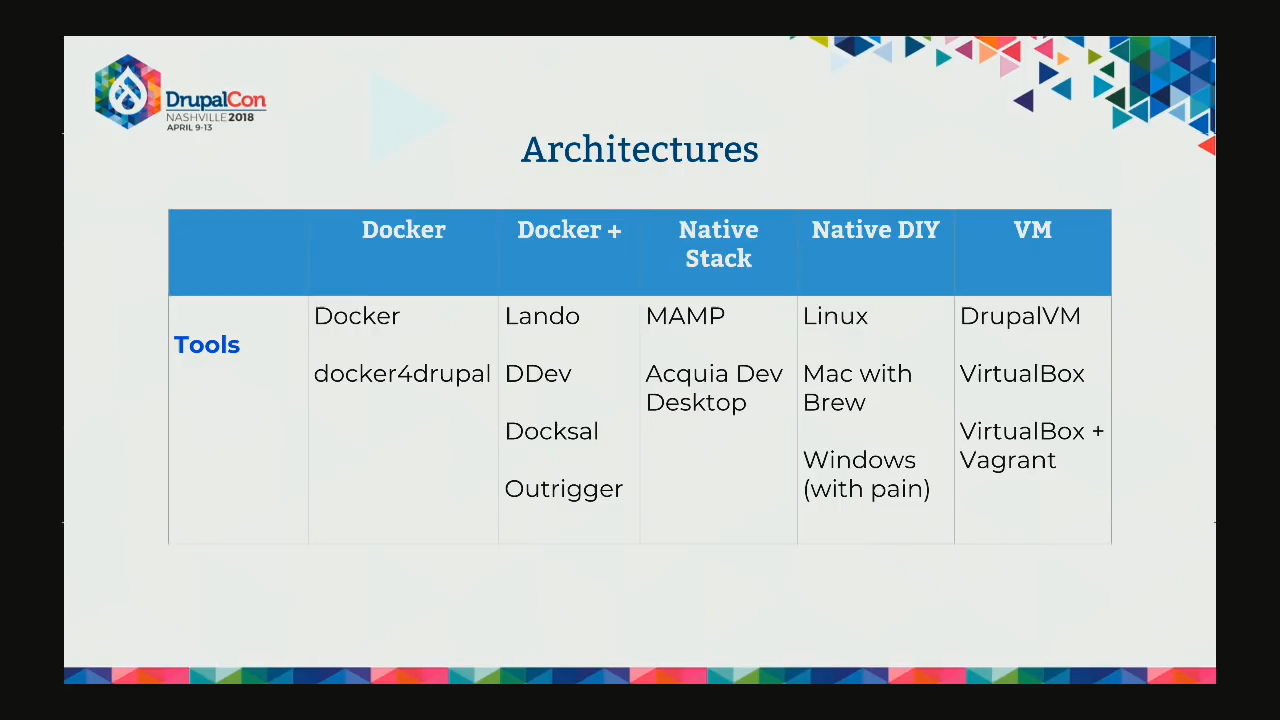 DrupalCon
NASHVILLE 2018
APRIL 9-13
Architectures
Docker
Docker +
Native
Stack
Native DIY
VM
Tools
Docker
docker4drupal
Lando
DDev
Docksal
Outrigger
MAMP
Acquia Dev
Desktop
Linux
Mac with
Brew
Windows
(with pain)
DrupalVM
VirtualBox
VirtualBox +
Vagrant